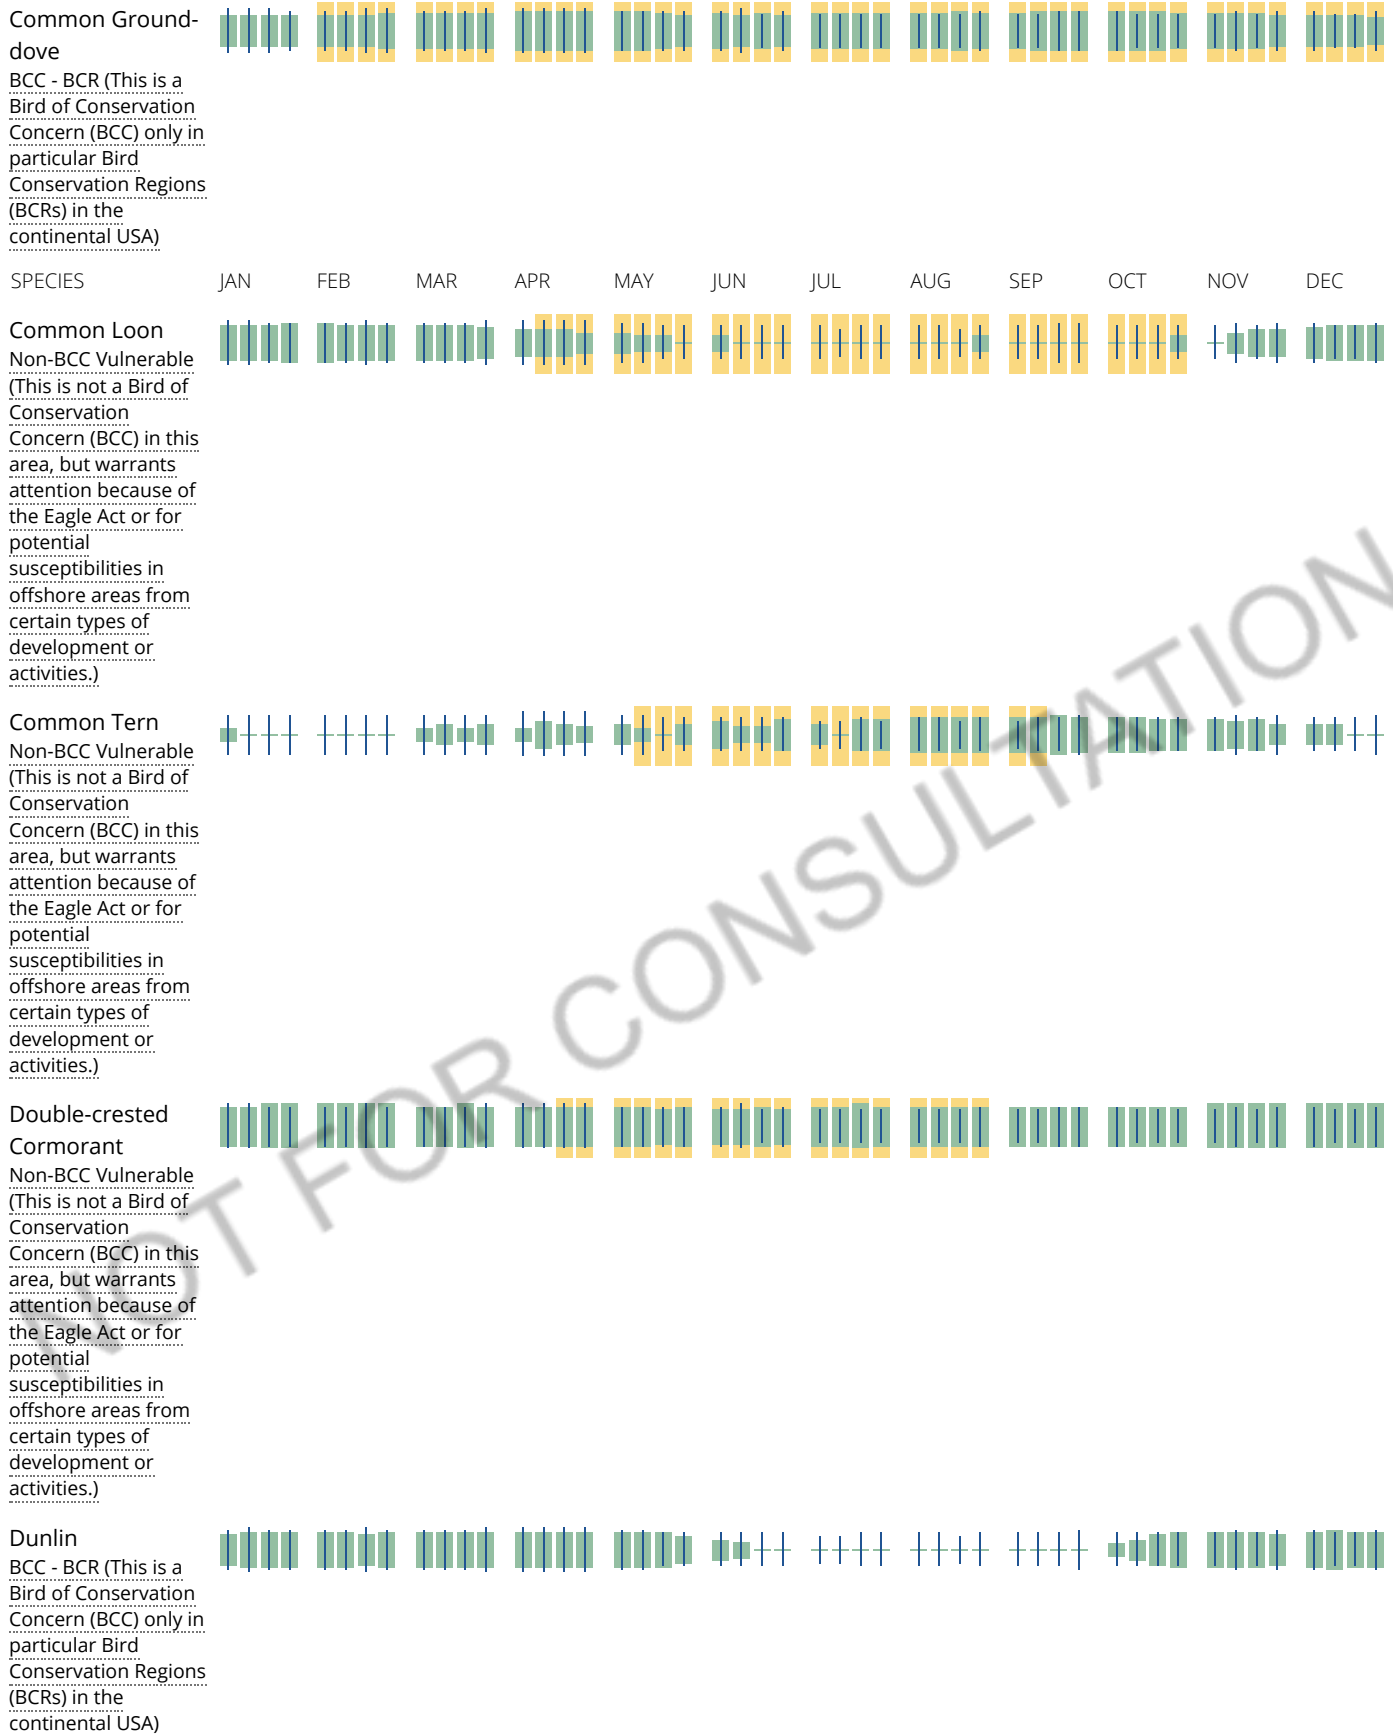 Common Ground-
dove
BCC - BCR (This is a
Bird of Conservation
Concern (BCC) only in
particular Bird
Conservation Regions
(BCRs) in the
continental USA)
SPECIES JAN FEB MAR APR MAY JUN JUL AUG SEP OCT NOV DEC
Common Loon
Non-BCC Vulnerable
(This is not a Bird of
Conservation
Concern (BCC) in this
area, but warrants
attention because of
the Eagle Act or for
potential
susceptibilities in
offshore areas from
certain types of
development or
activities.)
Common Tern
Non-BCC Vulnerable
(This is not a Bird of
Conservation
Concern (BCC) in this
area, but warrants
attention because of
the Eagle Act or for
potential
susceptibilities in
offshore areas from
certain types of
development or
activities.)
Double-crested
Cormorant
Non-BCC Vulnerable
(This is not a Bird of
Conservation
Concern (BCC) in this
area, but warrants
attention because of
the Eagle Act or for
potential
susceptibilities in
offshore areas from
certain types of
development or
activities.)
Dunlin
BCC - BCR (This is a
Bird of Conservation
Concern (BCC) only in
particular Bird
Conservation Regions
(BCRs) in the
continental USA)
NOT FOR CONSULTATION